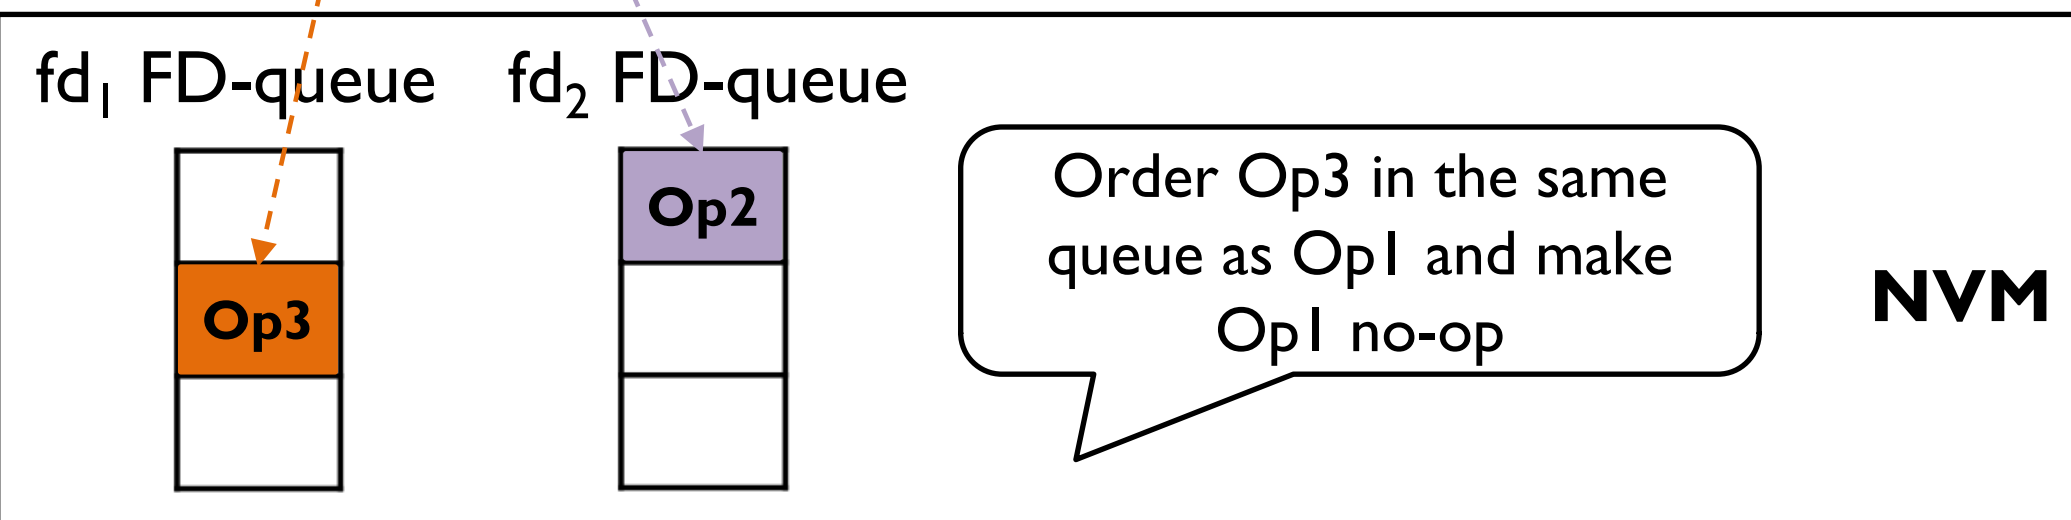 fd₁ FD-queue
fd₂ FD-queue
Op2
Op3
Order Op3 in the same
queue as Op1 and make
Op1 no-op
NVM